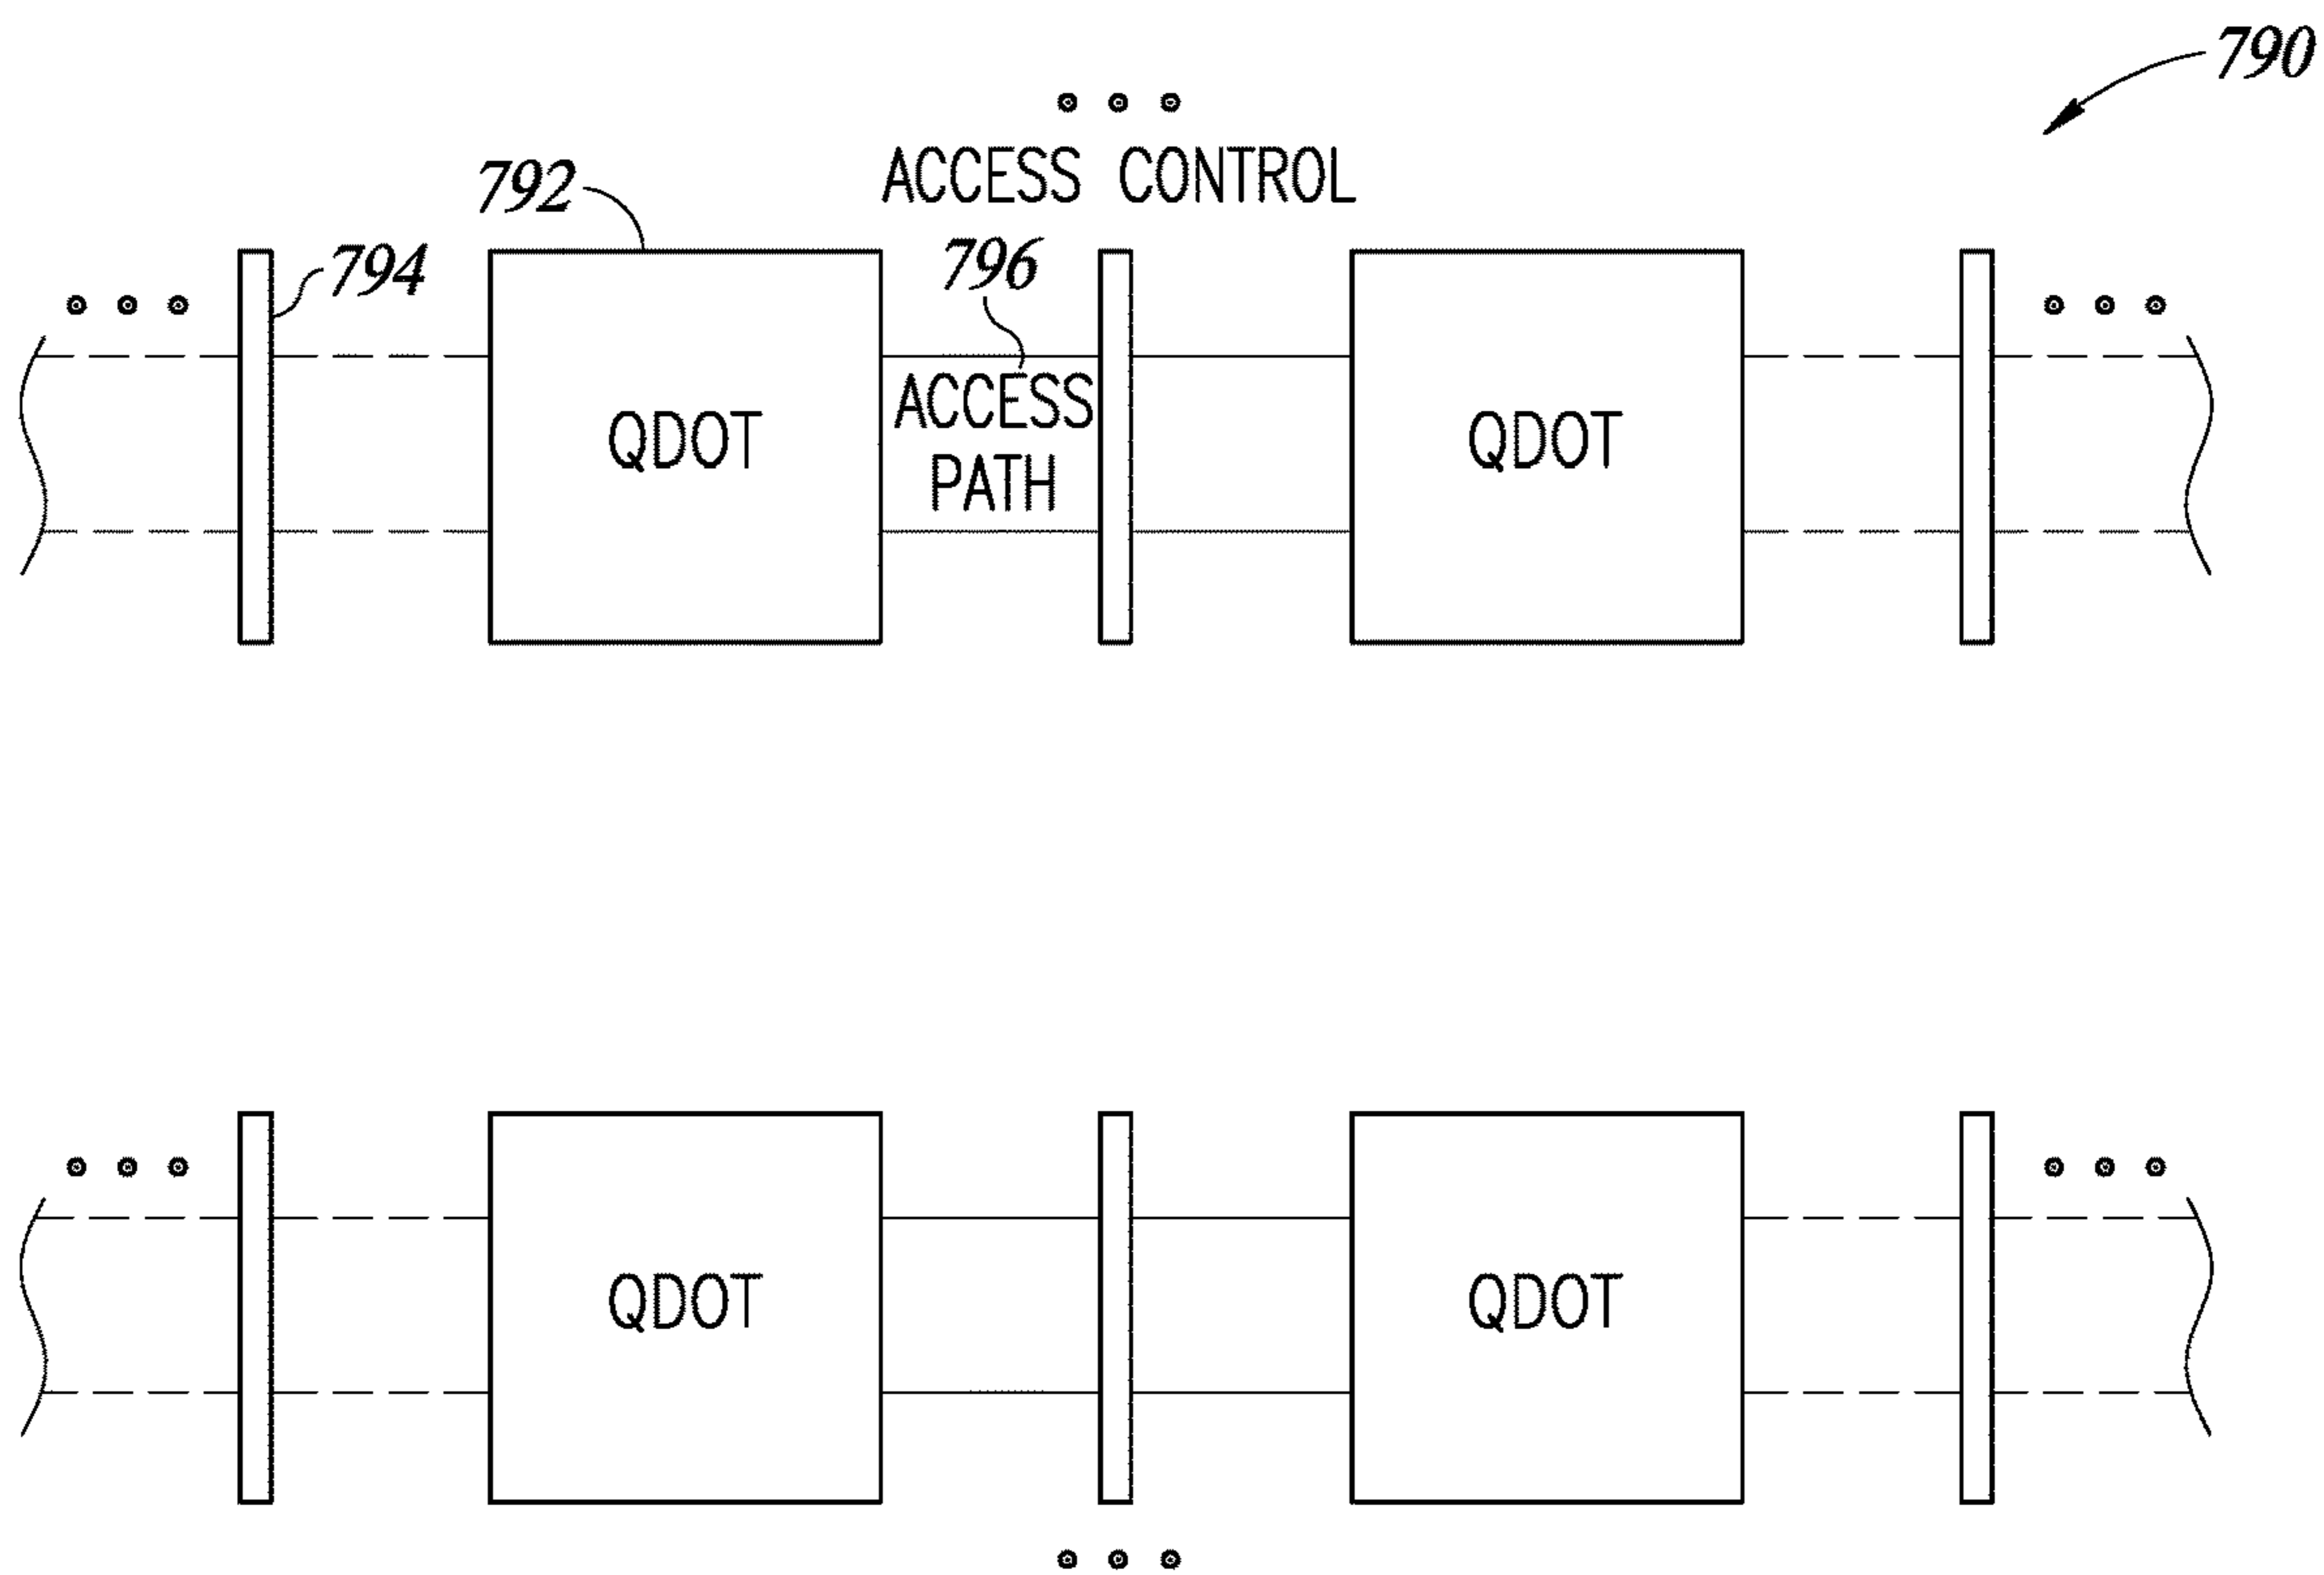 790
ACCESS CONTROL
792
794
796
ACCESS
PATH
QDOT
QDOT
QDOT
QDOT